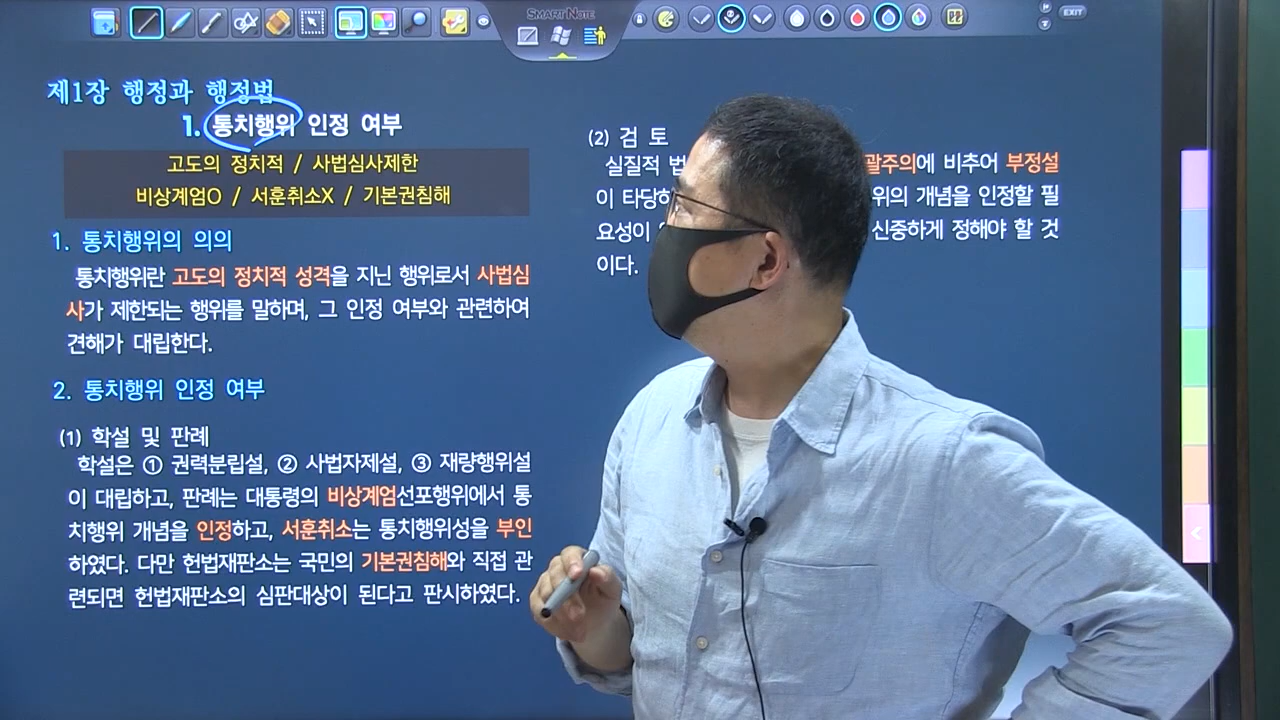 SMART NOTE
EXIT
제1장 행정과 행정법
1. 통치행위 인정 여부
고도의 정치적 / 사법심사제한
비상계엄O / 서훈취소X / 기본권침해
1. 통치행위의 의의
통치행위란 고도의 정치적 성격을 지닌 행위로서 사법심
사가 제한되는 행위를 말하며, 그 인정 여부와 관련하여
견해가 대립한다.
2. 통치행위 인정 여부
(1) 학설 및 판례
학설은 ① 권력분립설, ② 사법자제설, ③ 재량행위설
이 대립하고, 판례는 대통령의 비상계엄선포행위에서 통
치행위 개념을 인정하고, 서훈취소는 통치행위성을 부인
하였다. 다만 헌법재판소는 국민의 기본권침해와 직접 관
련되면 헌법재판소의 심판대상이 된다고 판시하였다.
(2) 검 토
실질적 괄주의에 비추어 부정설
이 위의 개념을 인정할 필
요성이 신중하게 정해야 할 것
이다.